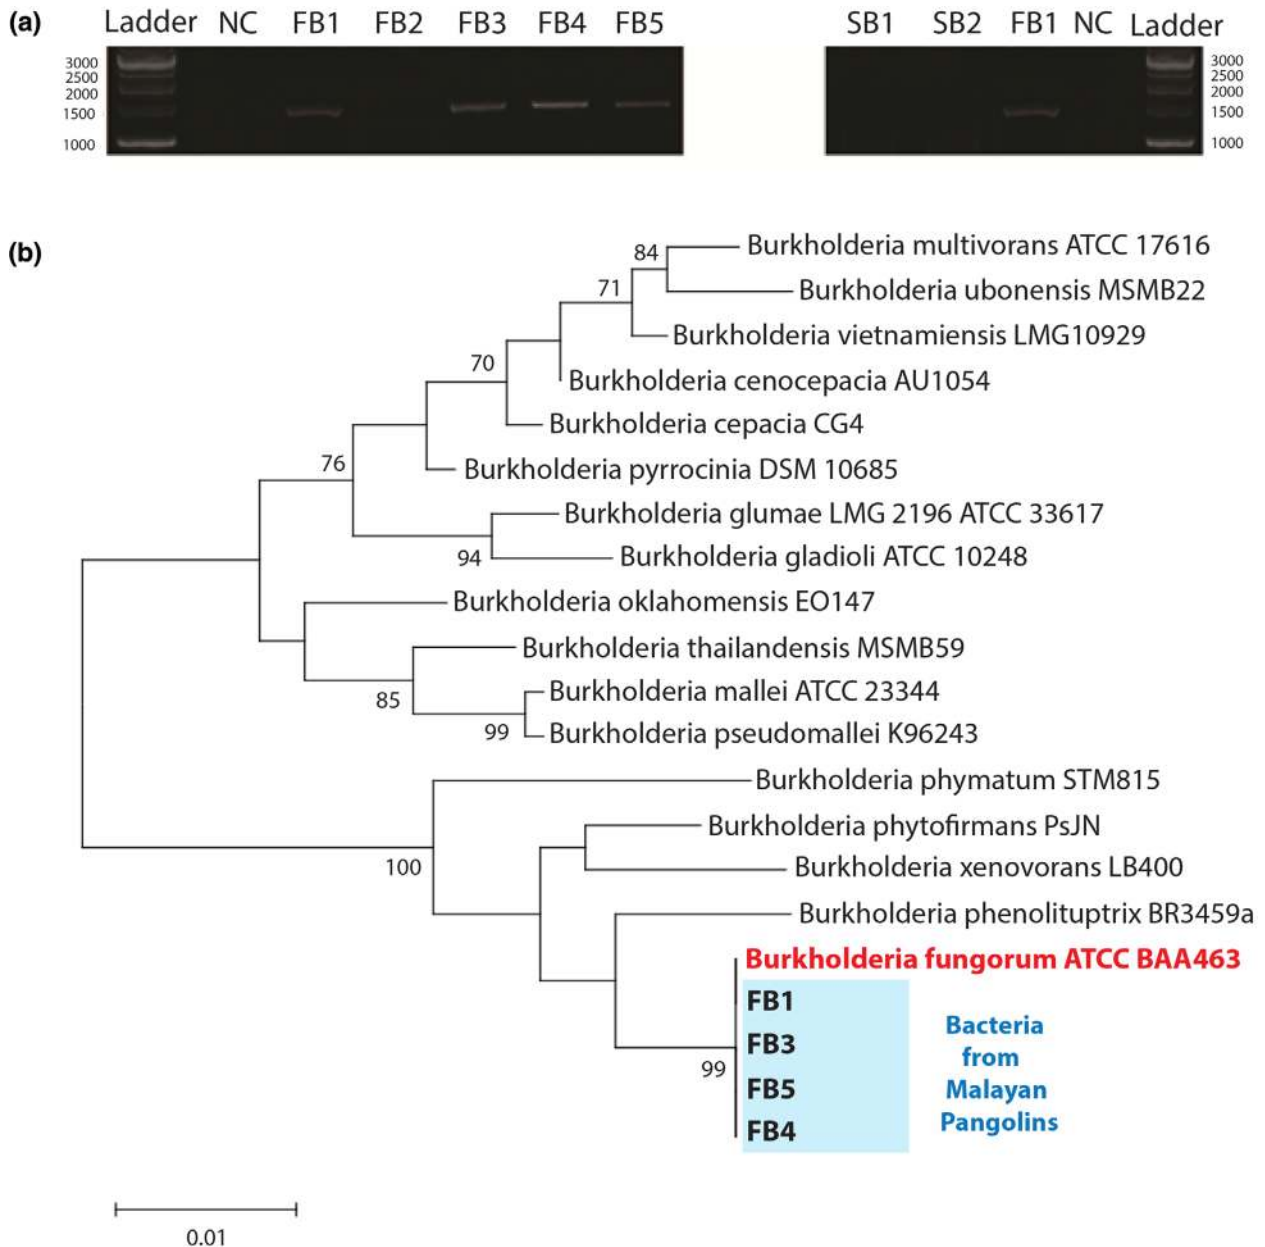 (a) Ladder NC FB1 FB2 FB3 FB4 FB5 SB1 SB2 FB1 NC Ladder
3000 3000
2500 2500
2000 2000
1500 1500
1000 1000
(b)
84 Burkholderia multivorans ATCC 17616
71 Burkholderia ubonensis MSMB22
Burkholderia vietnamiensis LMG10929
70 Burkholderia cenocepacia AU1054
Burkholderia cepacia CG4
76 Burkholderia pyrrocinia DSM 10685
Burkholderia glumae LMG 2196 ATCC 33617
94 Burkholderia gladioli ATCC 10248
Burkholderia oklahomensis EO147
Burkholderia thailandensis MSMB59
85 Burkholderia mallei ATCC 23344
99 Burkholderia pseudomallei K96243
Burkholderia phymatum STM815
Burkholderia phytofirmans PsJN
100 Burkholderia xenovorans LB400
Burkholderia phenolituptrix BR3459a
Burkholderia fungorum ATCC BAA463
FB1
FB3
99
FB5
FB4
Bacteria
from
Malayan
Pangolins
0.01